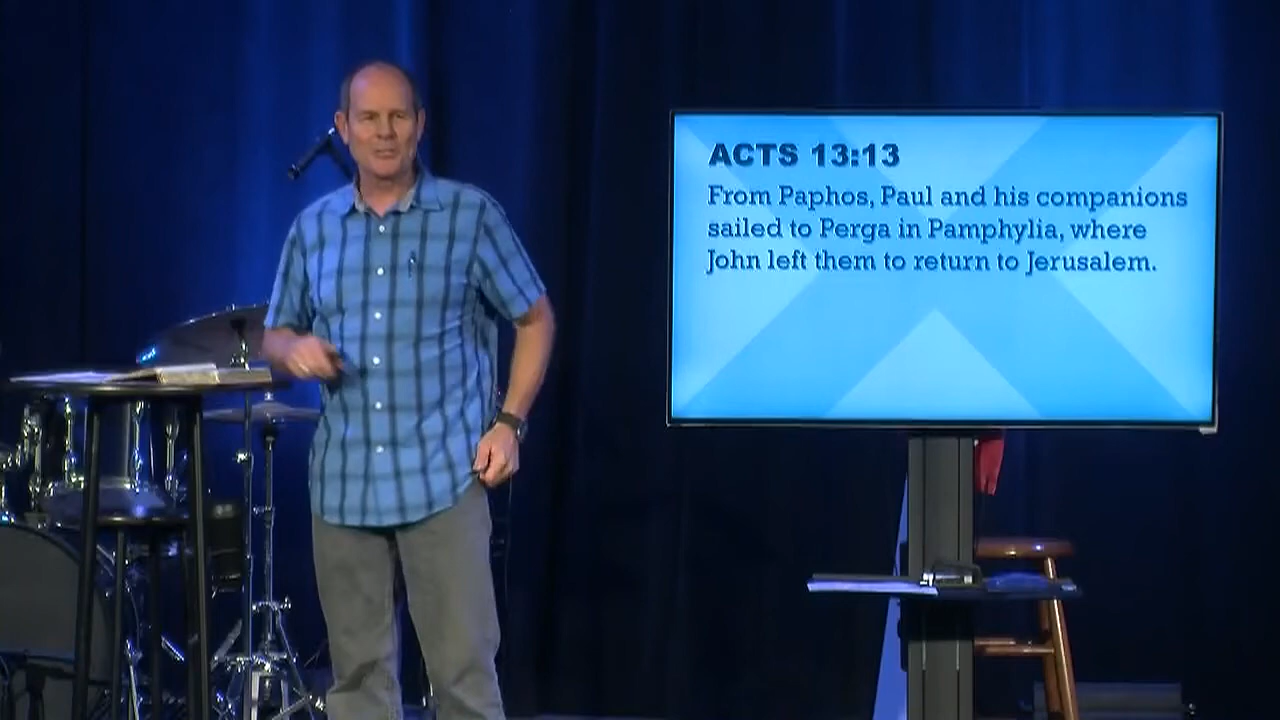 ACTS 13:13
From Paphos, Paul and his companions
sailed to Perga in Pamphylia, where
John left them to return to Jerusalem.